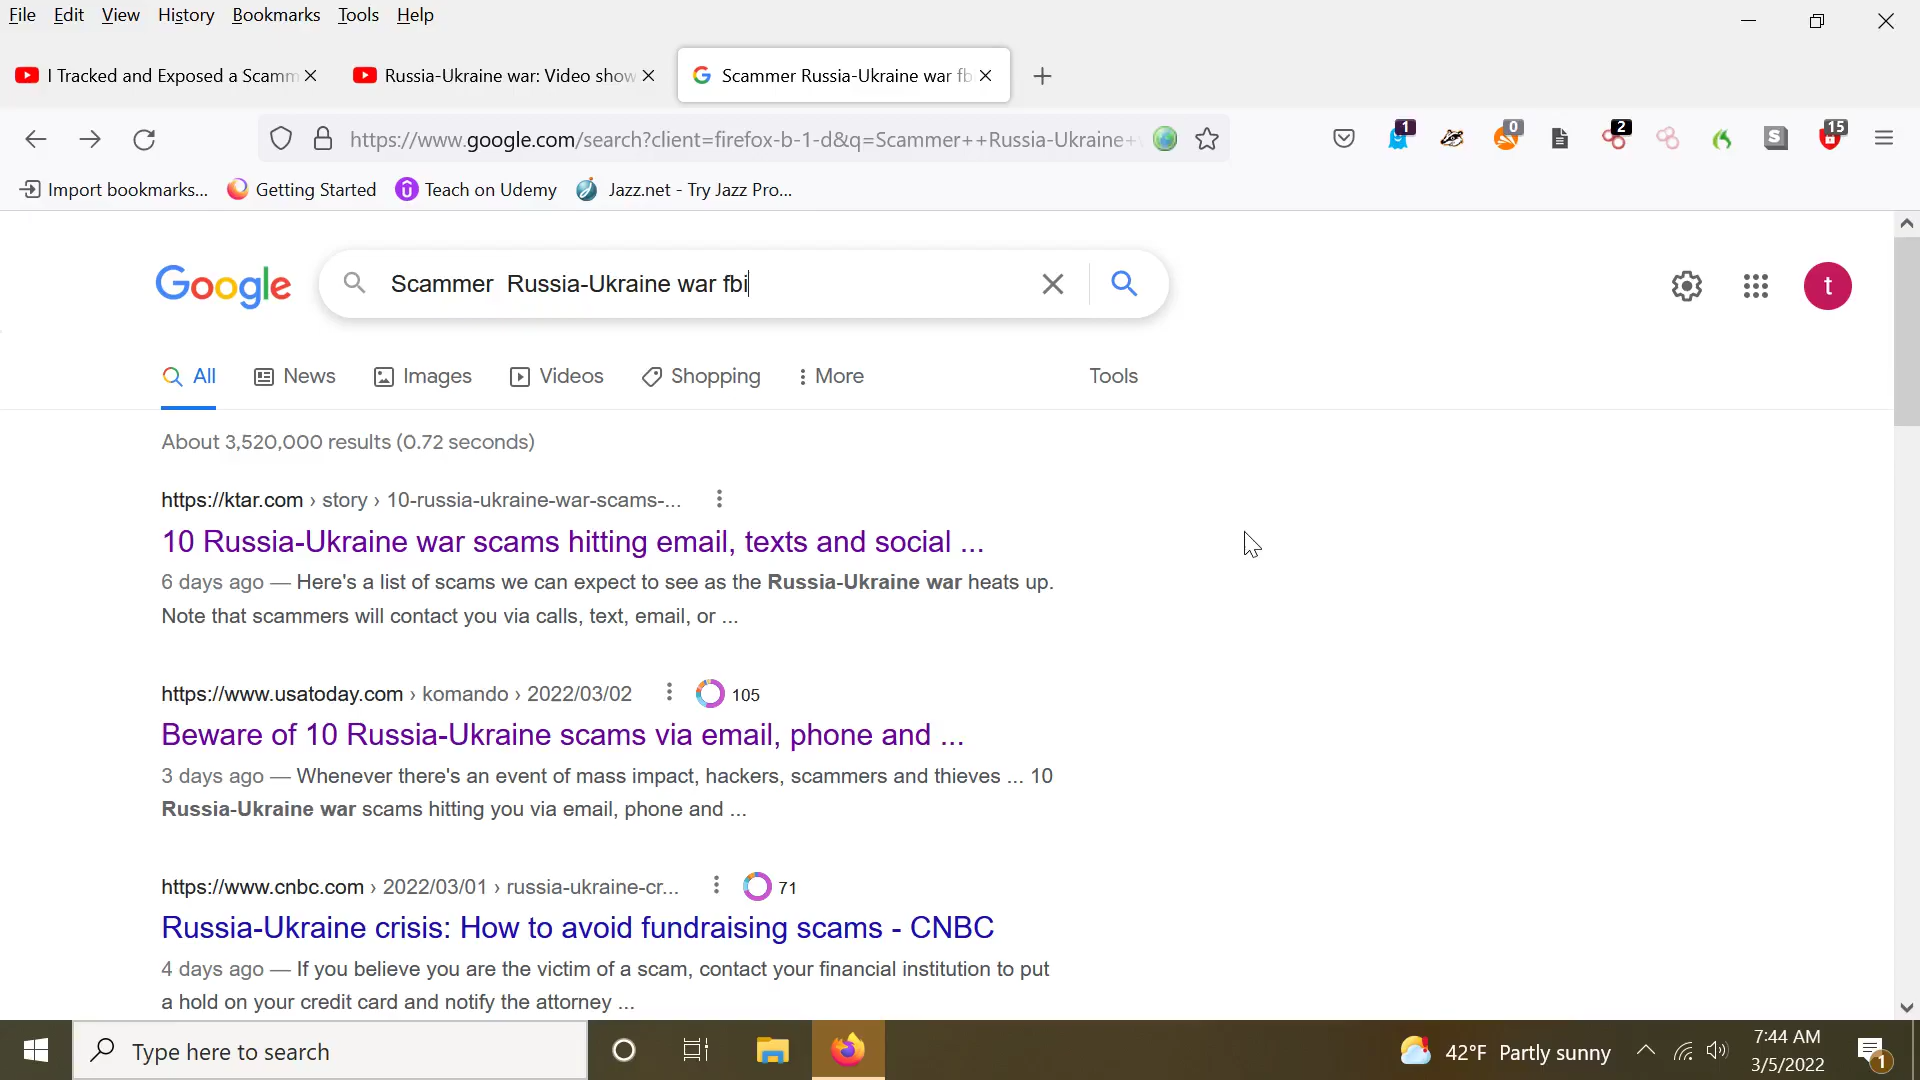 File Edit View History Bookmarks Tools Help
I Tracked and Exposed a Scamm
Russia-Ukraine war: Video show
Scammer Russia-Ukraine war fb
https://www.google.com/search?client=firefox-b-1-d&q=Scammer++Russia-Ukraine+
1
0
2
S
15
Import bookmarks...
Getting Started
Teach on Udemy
Jazz.net - Try Jazz Pro...
Google
Scammer  Russia-Ukraine war fbi
t
All
News
Images
Videos
Shopping
More
Tools
About 3,520,000 results (0.72 seconds)
https://ktar.com › story › 10-russia-ukraine-war-scams-...
10 Russia-Ukraine war scams hitting email, texts and social ...
6 days ago — Here's a list of scams we can expect to see as the Russia-Ukraine war heats up.
Note that scammers will contact you via calls, text, email, or ...
https://www.usatoday.com › komando › 2022/03/02
105
Beware of 10 Russia-Ukraine scams via email, phone and ...
3 days ago — Whenever there's an event of mass impact, hackers, scammers and thieves ... 10
Russia-Ukraine war scams hitting you via email, phone and ...
https://www.cnbc.com › 2022/03/01 › russia-ukraine-cr...
71
Russia-Ukraine crisis: How to avoid fundraising scams - CNBC
4 days ago — If you believe you are the victim of a scam, contact your financial institution to put
a hold on your credit card and notify the attorney ...
Type here to search
42°F Partly sunny
7:44 AM
3/5/2022
1